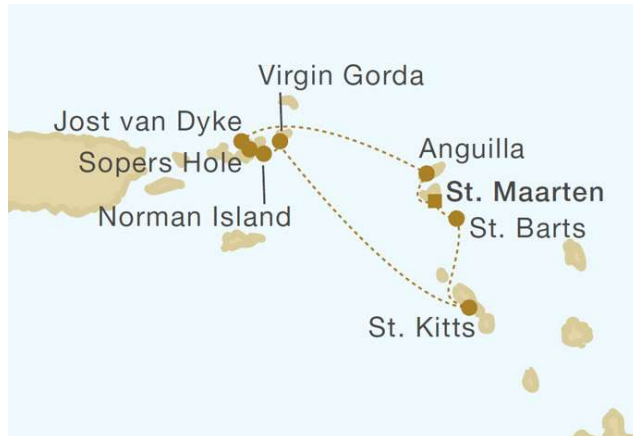 Virgin Gorda
Jost van Dyke
Anguilla
Sopers Hole
St. Maarten
Norman Island
St. Barts
St. Kitts